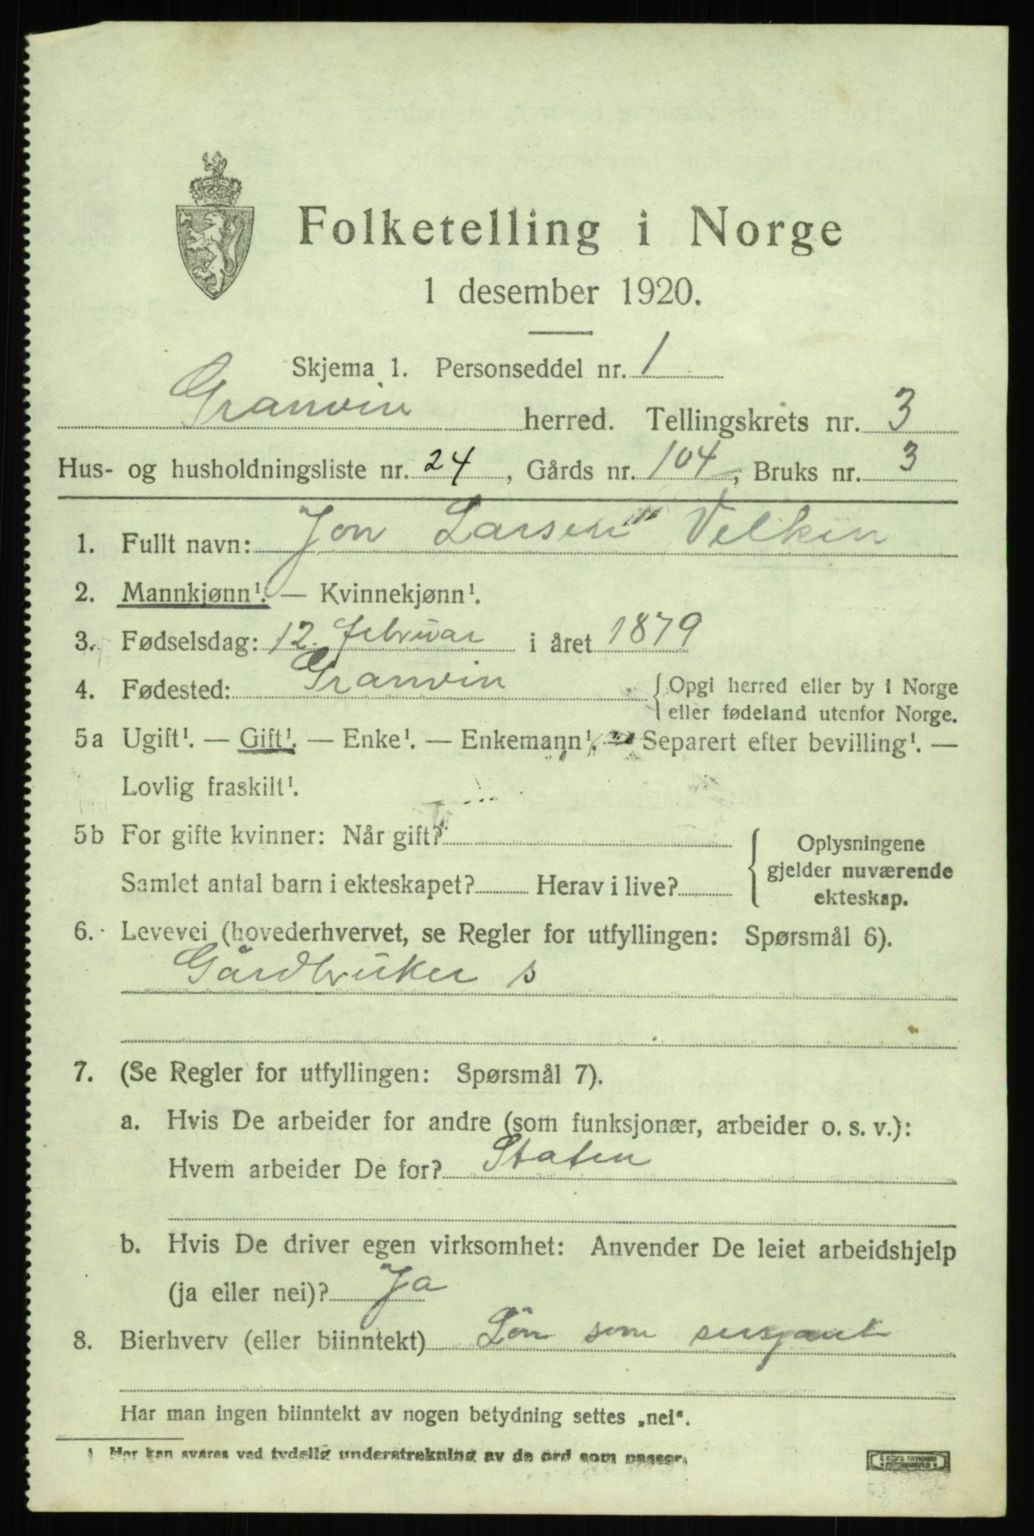 Folketelling i Norge
1 desember 1920.
Skjema 1. Personseddel nr. 1
Granvin herred. Tellingskrets nr. 3
Hus- og husholdningsliste nr. 24, Gårds nr. 104, Bruks nr. 3
1. Fullt navn: Jon Larsen Velken
2. Mannkjønn¹. — Kvinnekjønn¹.
3. Fødselsdag: 12. februar i året 1879
4. Fødested: Granvin { Opgi herred eller by i Norge
eller fødeland utenfor Norge.
5a Ugift¹. — Gift¹. — Enke¹. — Enkemann¹. — Separert efter bevilling¹. —
Lovlig fraskilt¹.
5b For gifte kvinner: Når gift?
Samlet antal barn i ekteskapet? Herav i live?
{ Oplysningene
gjelder nuværende
ekteskap.
6. Levevei (hovederhvervet, se Regler for utfyllingen: Spørsmål 6).
Gårdbruker s
7. (Se Regler for utfyllingen: Spørsmål 7).
a. Hvis De arbeider for andre (som funksjonær, arbeider o. s. v.):
Hvem arbeider De for? Staten
b. Hvis De driver egen virksomhet: Anvender De leiet arbeidshjelp
(ja eller nei)? Ja
8. Bierhverv (eller biinntekt) Lön som sersjant
Har man ingen biinntekt av nogen betydning settes „nei“.
¹ Her kan svares ved tydelig understrekning av de ord som passer.